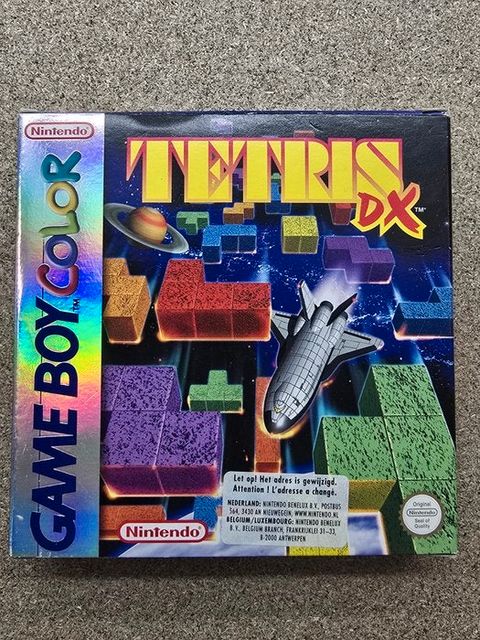 Nintendo
GAME BOY COLOR
TM
TETRIS
DX
TM
Let op! Het adres is gewijzigd.
Attention ! L'adresse a changé.
NEDERLAND: NINTENDO BENELUX B.V., POSTBUS
564, 3430 AN NIEUWEGEIN, WWW.NINTENDO.NL
BELGIUM/LUXEMBOURG: NINTENDO BENELUX
B.V. BELGIUM BRANCH, FRANKRIJKLEI 31-33,
B-2000 ANTWERPEN
Nintendo
Original
Nintendo
Seal of
Quality